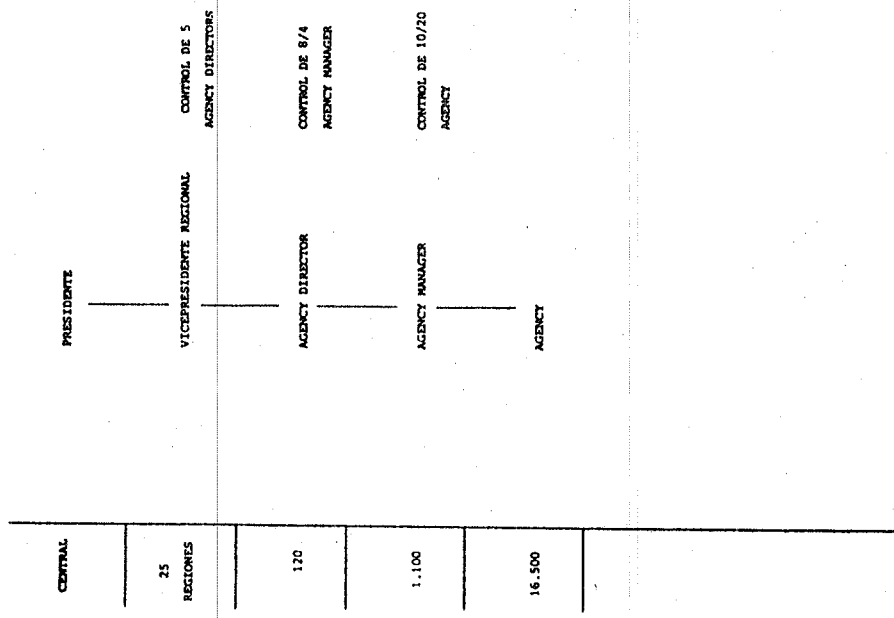 CENTRAL
PRESIDENTE
25
REGIONES
VICEPRESIDENTE REGIONAL
CONTROL DE 5
AGENCY DIRECTORS
120
AGENCY DIRECTOR
CONTROL DE 8/4
AGENCY MANAGER
1.100
AGENCY MANAGER
CONTROL DE 10/20
AGENCY
16.500
AGENCY